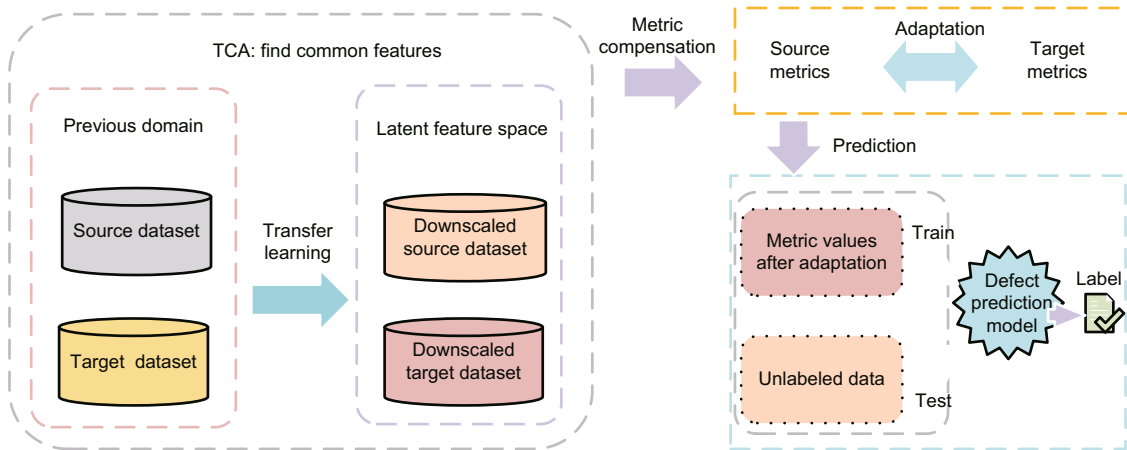 TCA: find common features
Previous domain
Source dataset
Target dataset
Transfer
learning
Latent feature space
Downscaled
source dataset
Downscaled
target dataset
Metric
compensation
Source
metrics
Adaptation
Target
metrics
Prediction
Metric values
after adaptation
Train
Unlabeled data
Test
Defect
prediction
model
Label